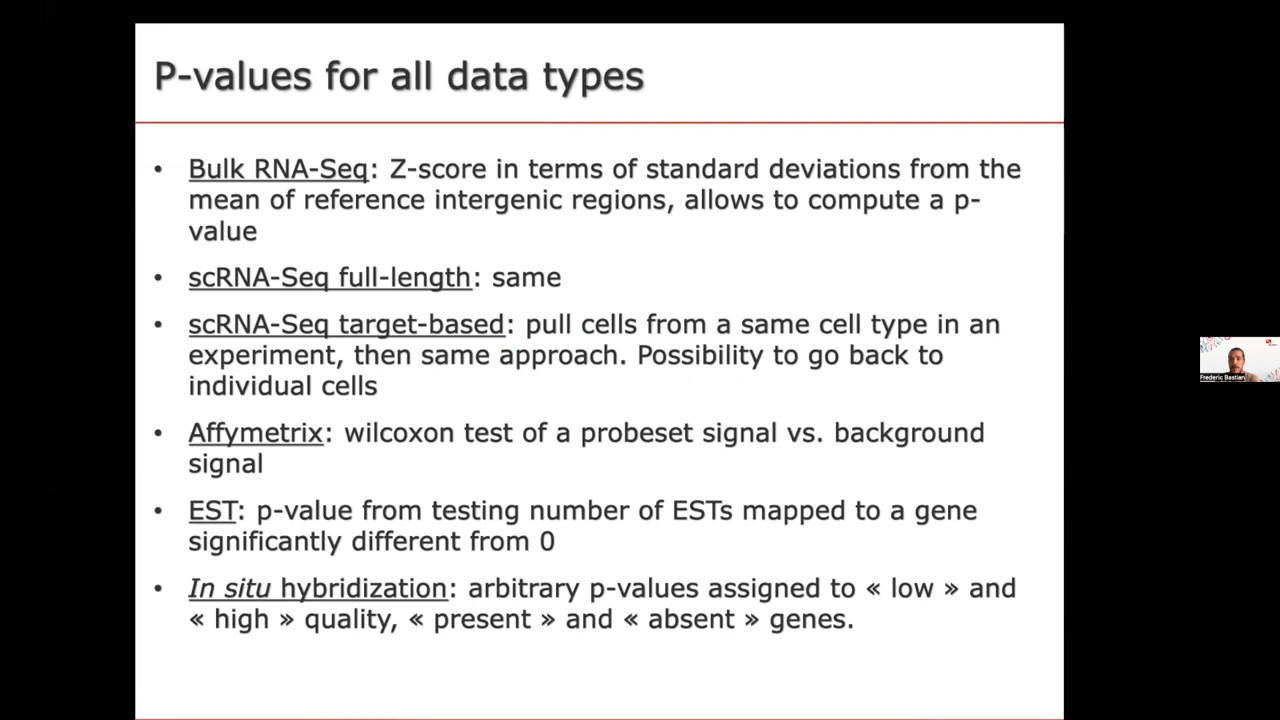 P-values for all data types
• Bulk RNA-Seq: Z-score in terms of standard deviations from the
mean of reference intergenic regions, allows to compute a p-
value
• scRNA-Seq full-length: same
• scRNA-Seq target-based: pull cells from a same cell type in an
experiment, then same approach. Possibility to go back to
individual cells
• Affymetrix: wilcoxon test of a probeset signal vs. background
signal
• EST: p-value from testing number of ESTs mapped to a gene
significantly different from 0
• In situ hybridization: arbitrary p-values assigned to « low » and
« high » quality, « present » and « absent » genes.
Frederic Bastian